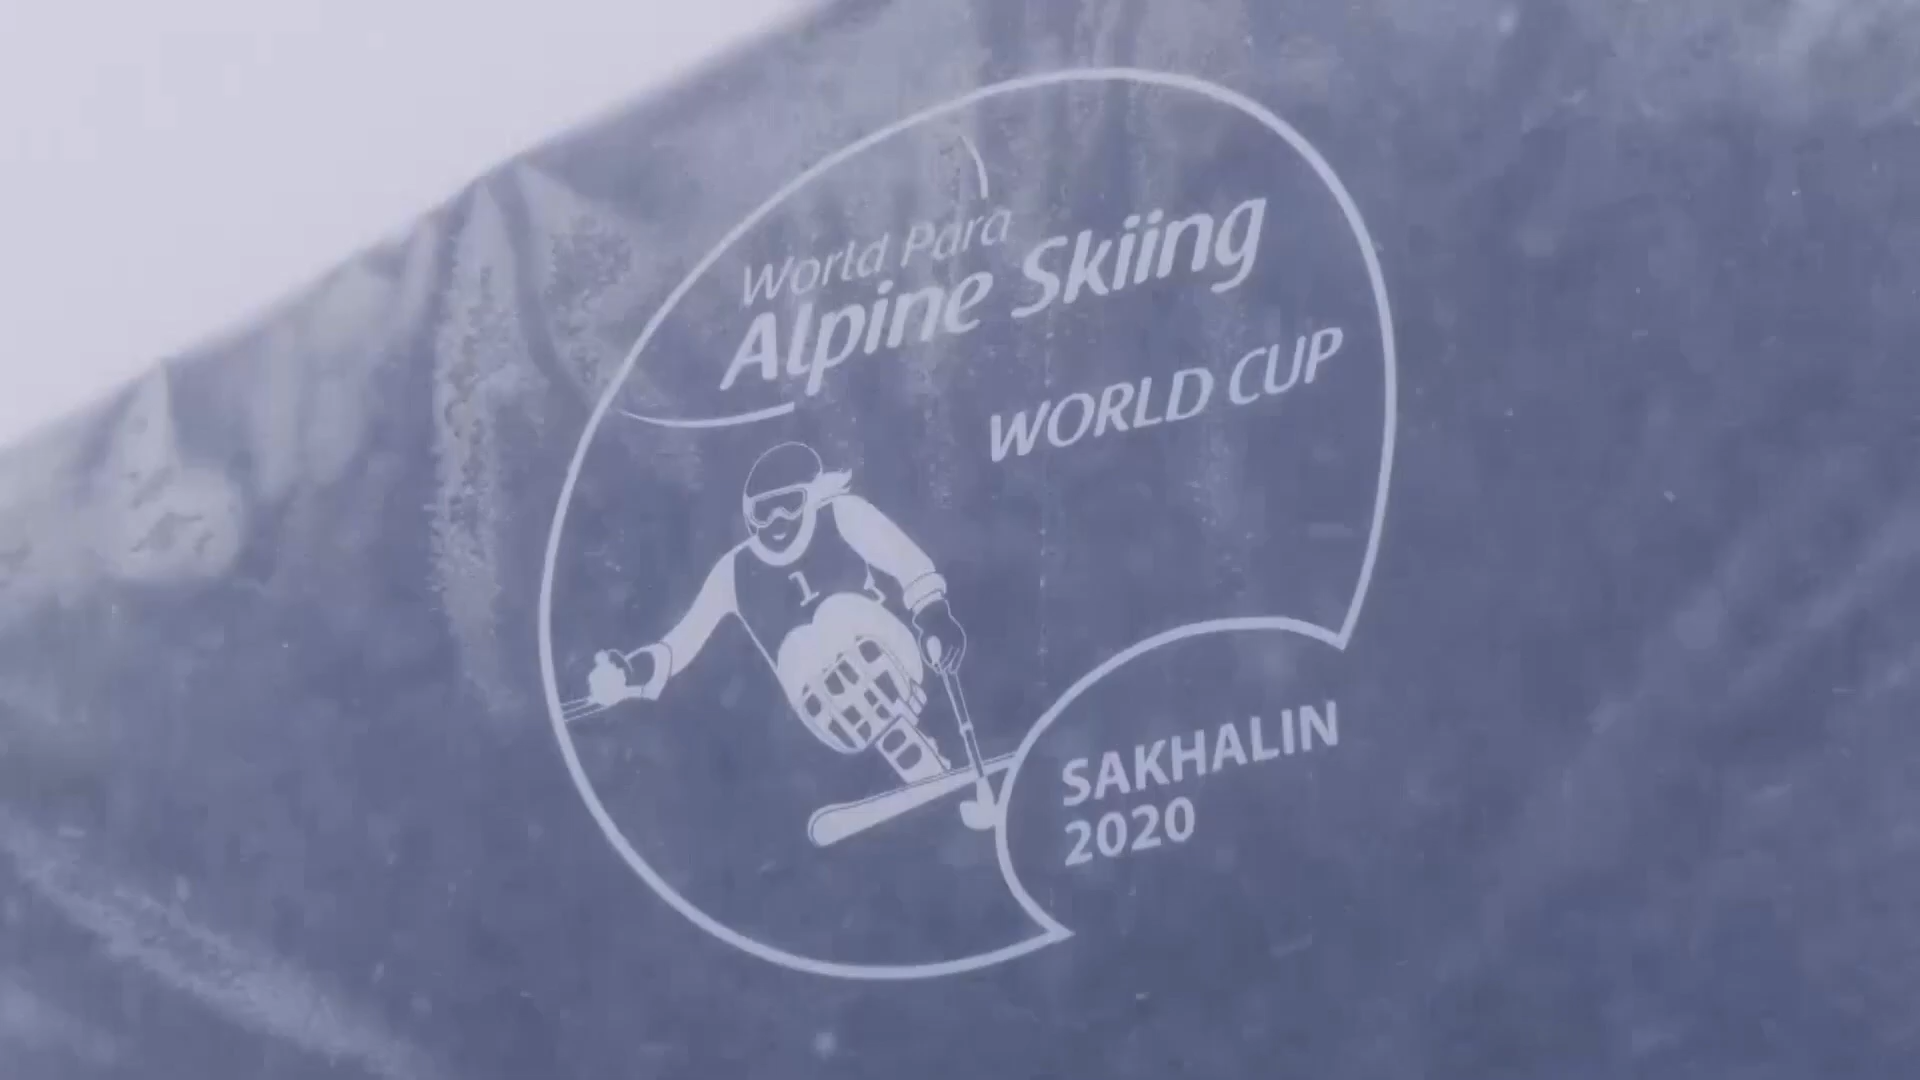 World Para
Alpine Skiing
WORLD CUP
1
SAKHALIN
2020